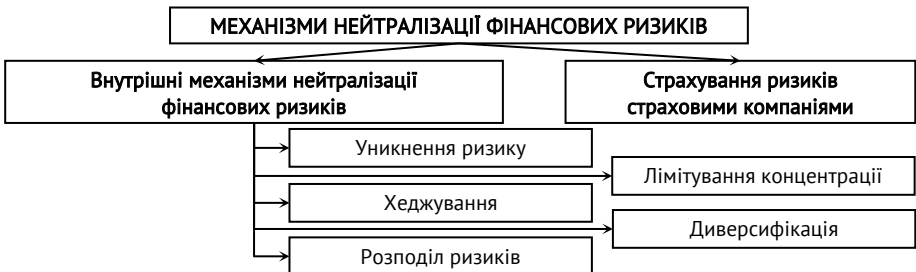 МЕХАНІЗМИ НЕЙТРАЛІЗАЦІЇ ФІНАНСОВИХ РИЗИКІВ
Внутрішні механізми нейтралізації
фінансових ризиків
Страхування ризиків
страховими компаніями
Уникнення ризику
Лімітування концентрації
Хеджування
Диверсифікація
Розподіл ризиків